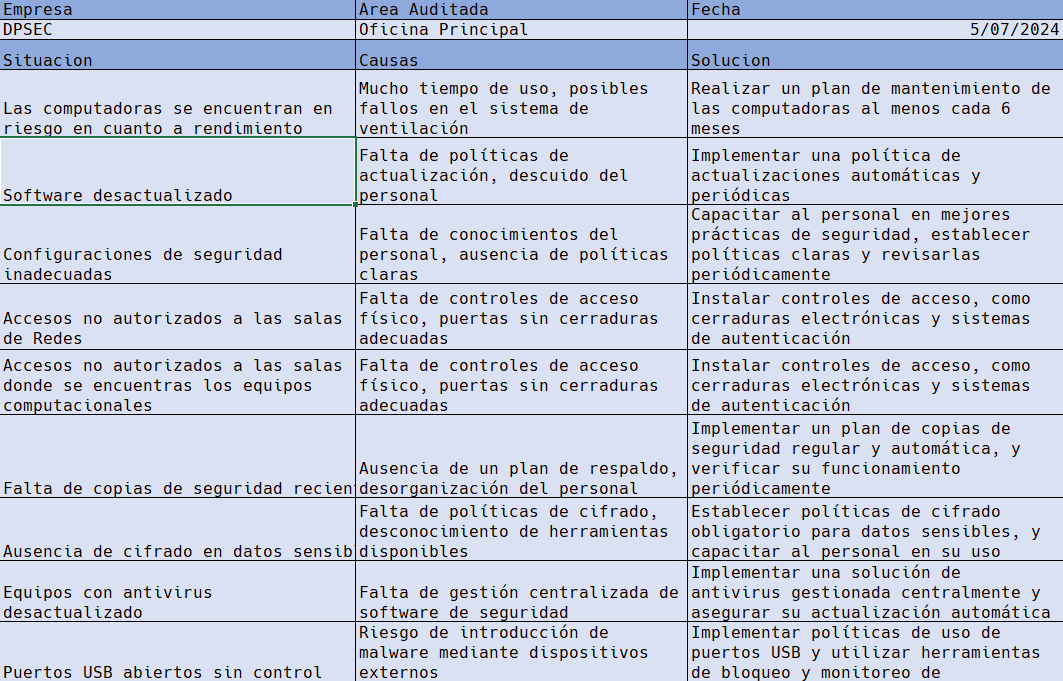 Empresa
Area Auditada
Fecha
DPSEC
Oficina Principal
5/07/2024
Situacion
Causas
Solucion
Las computadoras se encuentran en
riesgo en cuanto a rendimiento
Mucho tiempo de uso, posibles
fallos en el sistema de
ventilación
Realizar un plan de mantenimiento de
las computadoras al menos cada 6
meses
Software desactualizado
Falta de políticas de
actualización, descuido del
personal
Implementar una política de
actualizaciones automáticas y
periódicas
Configuraciones de seguridad
inadecuadas
Falta de conocimientos del
personal, ausencia de políticas
claras
Capacitar al personal en mejores
prácticas de seguridad, establecer
políticas claras y revisarlas
periódicamente
Accesos no autorizados a las salas
de Redes
Falta de controles de acceso
físico, puertas sin cerraduras
adecuadas
Instalar controles de acceso, como
cerraduras electrónicas y sistemas
de autenticación
Accesos no autorizados a las salas
donde se encuentras los equipos
computacionales
Falta de controles de acceso
físico, puertas sin cerraduras
adecuadas
Instalar controles de acceso, como
cerraduras electrónicas y sistemas
de autenticación
Falta de copias de seguridad recien
Ausencia de un plan de respaldo,
desorganización del personal
Implementar un plan de copias de
seguridad regular y automática, y
verificar su funcionamiento
periódicamente
Ausencia de cifrado en datos sensib
Falta de políticas de cifrado,
desconocimiento de herramientas
disponibles
Establecer políticas de cifrado
obligatorio para datos sensibles, y
capacitar al personal en su uso
Equipos con antivirus
desactualizado
Falta de gestión centralizada de
software de seguridad
Implementar una solución de
antivirus gestionada centralmente y
asegurar su actualización automática
Puertos USB abiertos sin control
Riesgo de introducción de
malware mediante dispositivos
externos
Implementar políticas de uso de
puertos USB y utilizar herramientas
de bloqueo y monitoreo de